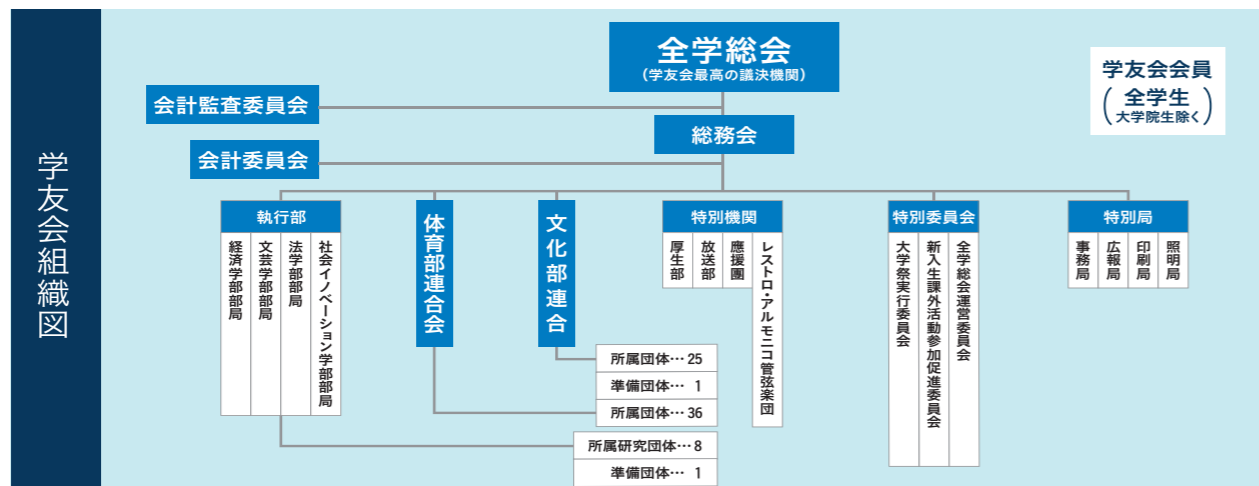 学友会組織図
全学総会
（学友会最高の議決機関）
学友会会員
（全学生
大学院生除く）
会計監査委員会
総務会
会計委員会
執行部
経済学部部局
文芸学部部局
法学部部局
社会イノベーション学部部局
体育部連合会
文化部連合
特別機関
厚生部
放送部
應援團
レストロ・アルモニコ管弦楽団
特別委員会
大学祭実行委員会
新入生課外活動参加促進委員会
全学総会運営委員会
特別局
事務局
広報局
印刷局
照明局
所属団体…25
準備団体… 1
所属団体…36
所属研究団体…8
準備団体… 1